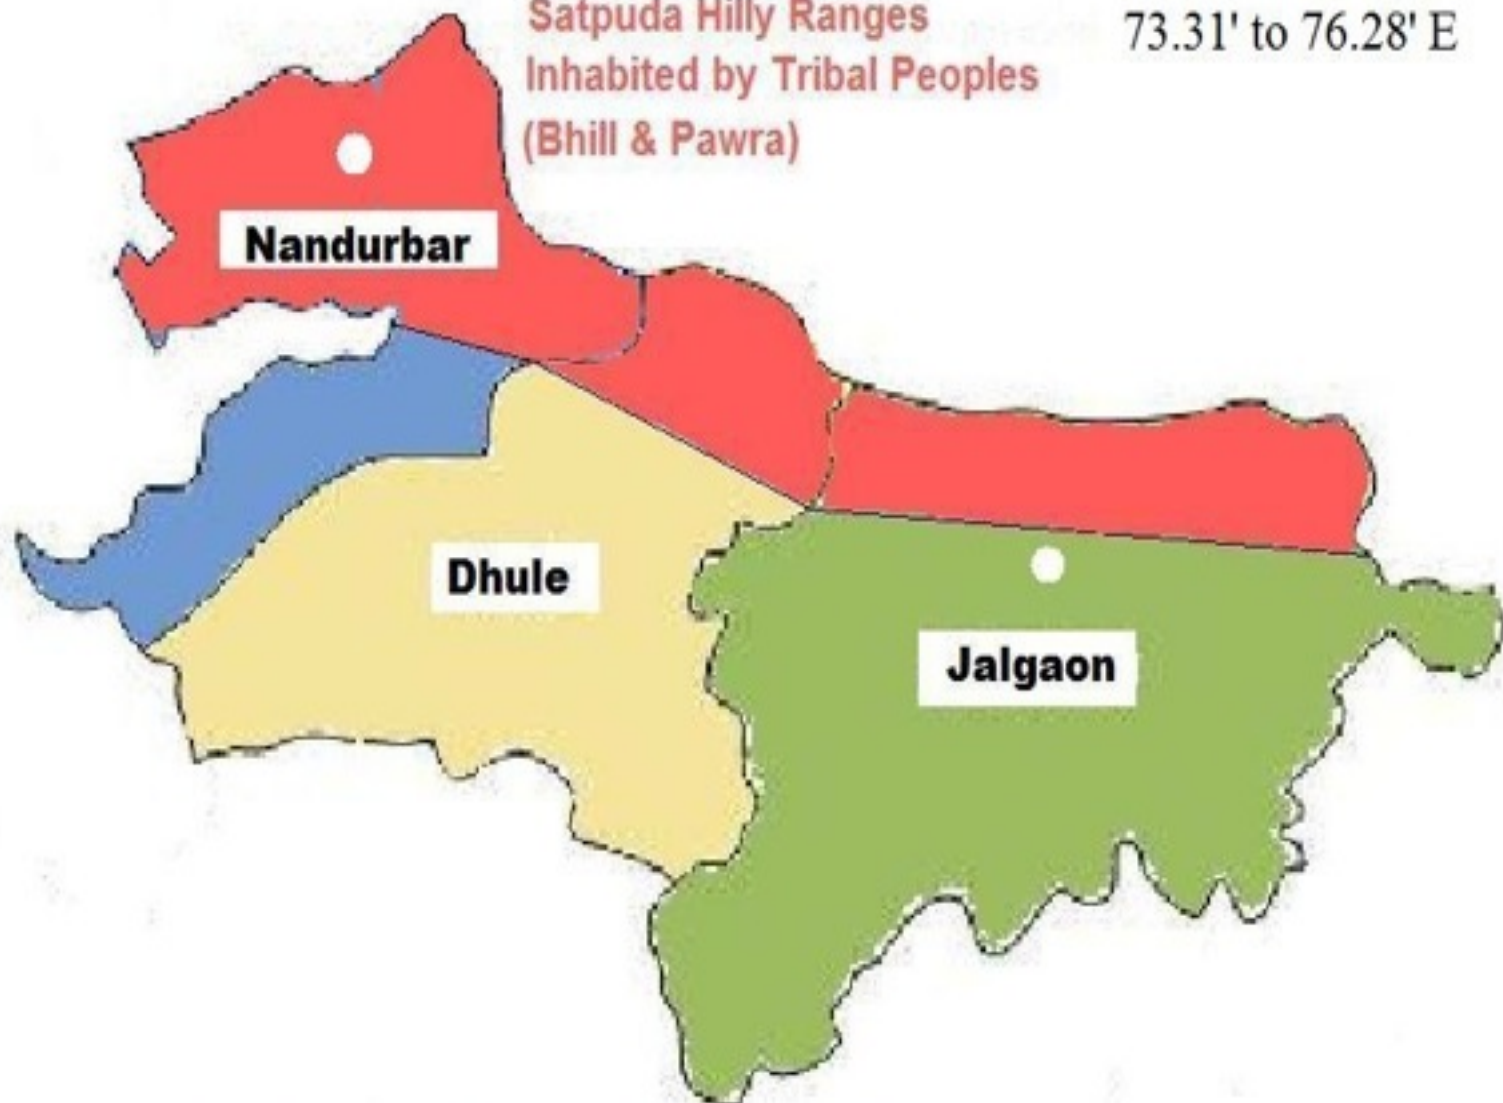 Satpuda Hilly Ranges
73.31' to 76.28' E
Inhabited by Tribal Peoples
(Bhill & Pawra)
Nandurbar
Dhule
Jalgaon